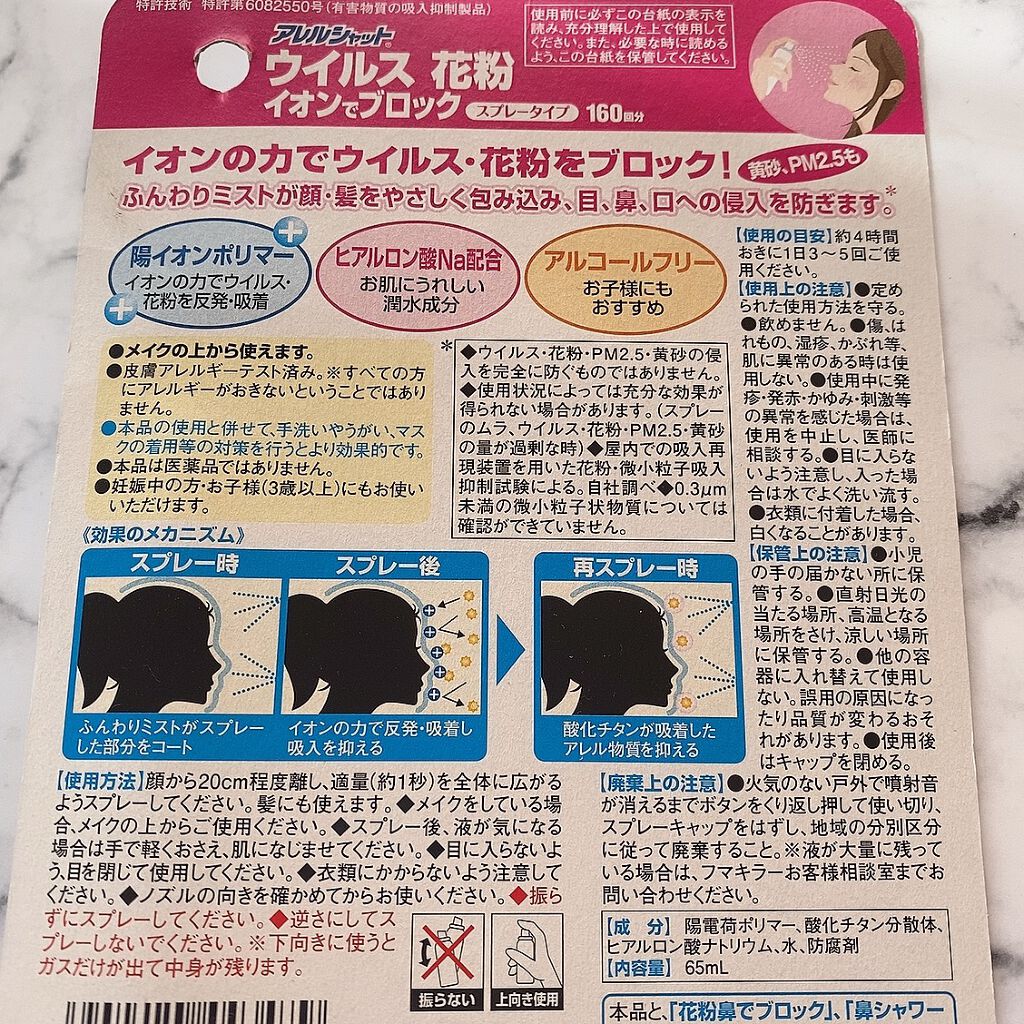 特許技術 特許第6082550号(有害物質の吸入抑制製品)
アレルシャット®
ウイルス 花粉
イオンでブロック スプレータイプ 160回分
使用前に必ずこの台紙の表示を
読み、充分理解した上で使用して
ください。また、必要な時に読める
よう、この台紙を保管してください。
イオンの力でウイルス・花粉をブロック! 黄砂、PM2.5も
ふんわりミストが顔・髪をやさしく包み込み、目、鼻、口への侵入を防ぎます。*
陽イオンポリマー
イオンの力でウイルス・
花粉を反発・吸着
ヒアルロン酸Na配合
お肌にうれしい
潤水成分
アルコールフリー
お子様にも
おすすめ
●メイクの上から使えます。
●皮膚アレルギーテスト済み。※すべての方
にアレルギーがおきないということではあり
ません。
●本品の使用と併せて、手洗いやうがい、マス
クの着用等の対策を行うとより効果的です。
●本品は医薬品ではありません。
●妊娠中の方・お子様(3歳以上)にもお使い
いただけます。
*
◆ウイルス・花粉・PM2.5・黄砂の侵
入を完全に防ぐものではありません。
◆使用状況によっては充分な効果が
得られない場合があります。(スプレー
のムラ、ウイルス・花粉・PM2.5・黄砂
の量が過剰な時)◆屋内での吸入再
現装置を用いた花粉・微小粒子吸入
抑制試験による。自社調べ◆0.3μm
未満の微小粒子状物質については
確認ができていません。
《効果のメカニズム》
スプレー時
ふんわりミストがスプレー
した部分をコート
スプレー後
イオンの力で反発・吸着し
吸入を抑える
再スプレー時
酸化チタンが吸着した
アレル物質を抑える
【使用の目安】約4時間
おきに1日3〜5回ご使
用ください。
【使用上の注意】●定め
られた使用方法を守る。
●飲めません。●傷、は
れもの、湿疹、かぶれ等、
肌に異常のある時は使
用しない。●使用中に発
疹・発赤・かゆみ・刺激等
の異常を感じた場合は、
使用を中止し、医師に
相談する。●目に入らな
いよう注意し、入った場
合は水でよく洗い流す。
●衣類に付着した場合、
白くなることがあります。
【保管上の注意】●小児
の手の届かない所に保
管する。●直射日光の
当たる場所、高温となる
場所をさけ、涼しい場所
に保管する。●他の容
器に入れ替えて使用し
ない。誤用の原因になっ
たり品質が変わるおそ
れがあります。●使用後
はキャップを閉める。
【使用方法】顔から20cm程度離し、適量(約1秒)を全体に広がる
ようスプレーしてください。髪にも使えます。◆メイクをしている場
合、メイクの上からご使用ください。◆スプレー後、液が気になる
場合は手で軽くおさえ、肌になじませてください。◆目に入らないよ
う、目を閉じて使用してください。◆衣類にかからないよう注意して
ください。◆ノズルの向きを確かめてからお使いください。◆振ら
ずにスプレーしてください。◆逆さにしてス
プレーしないでください。※下向きに使うと
ガスだけが出て中身が残ります。
振らない
上向き使用
【廃棄上の注意】●火気のない戸外で噴射音
が消えるまでボタンをくり返し押して使い切り、
スプレーキャップをはずし、地域の分別区分
に従って廃棄すること。※液が大量に残って
いる場合は、フマキラーお客様相談室までお
問い合わせください。
【成 分】 陽電荷ポリマー、酸化チタン分散体、
ヒアルロン酸ナトリウム、水、防腐剤
【内容量】 65mL
本品と、「花粉鼻でブロック」、「鼻シャワー